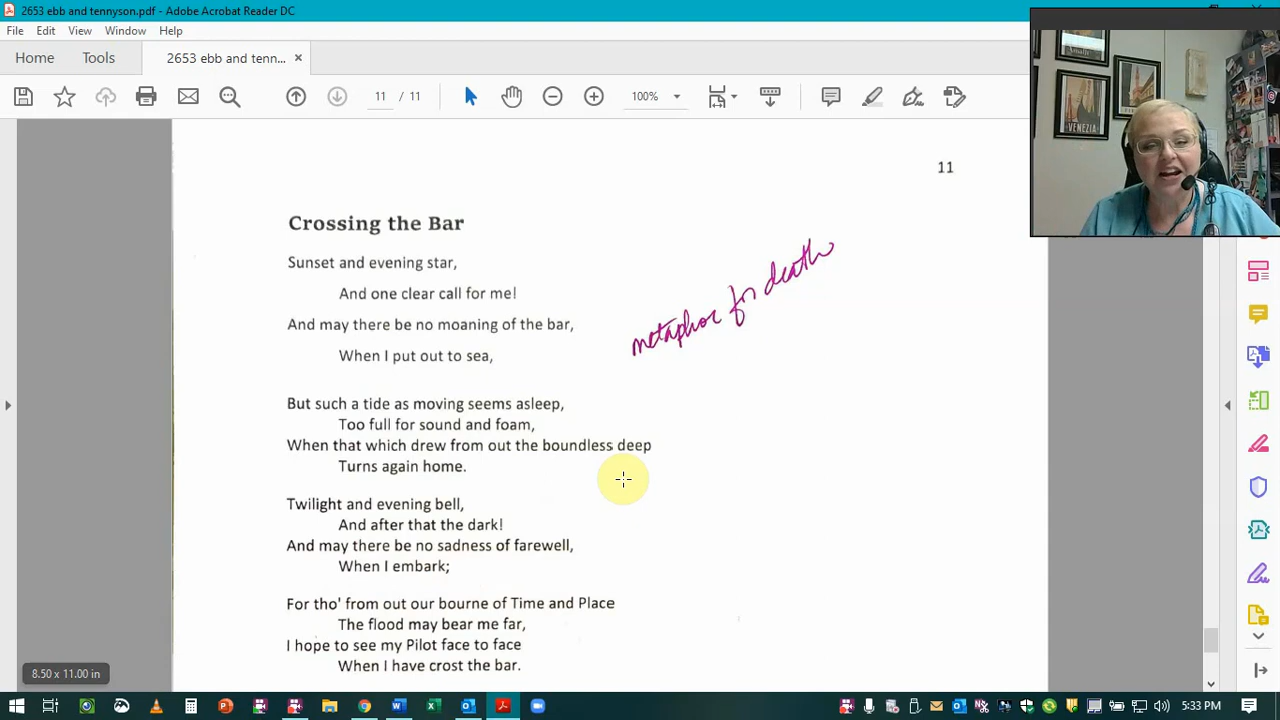 2653 ebb and tennyson.pdf - Adobe Acrobat Reader DC
File Edit View Window Help
Home Tools 2653 ebb and tenn... ×
11 / 11 100%
11
Crossing the Bar
Sunset and evening star,
And one clear call for me!
And may there be no moaning of the bar,
When I put out to sea,
metaphor for death
But such a tide as moving seems asleep,
Too full for sound and foam,
When that which drew from out the boundless deep
Turns again home.
Twilight and evening bell,
And after that the dark!
And may there be no sadness of farewell,
When I embark;
For tho' from out our bourne of Time and Place
The flood may bear me far,
I hope to see my Pilot face to face
When I have crost the bar.
VENEZIA
8.50 x 11.00 in
5:33 PM